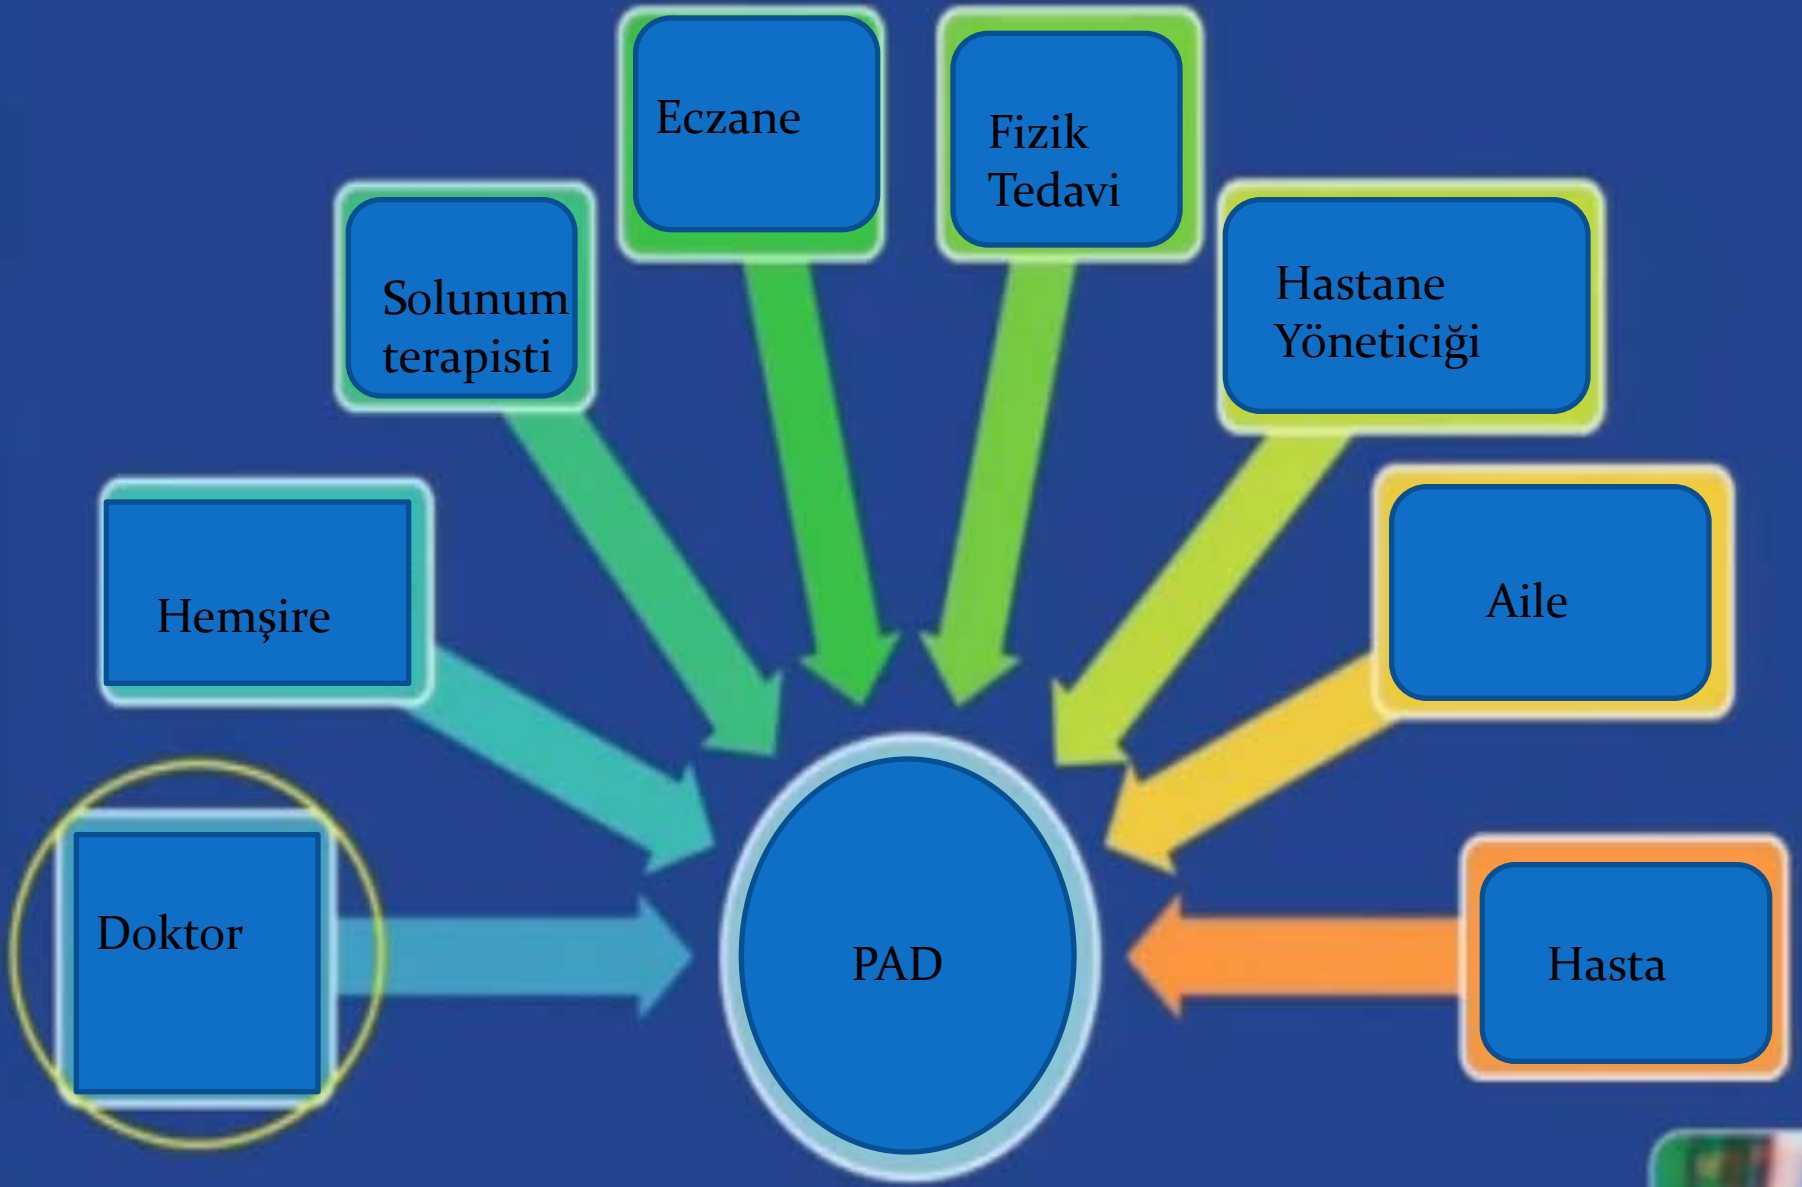 Eczane
Fizik
Tedavi
Solunum
terapisti
Hastane
Yöneticiği
Hemşire
Aile
Doktor
PAD
Hasta